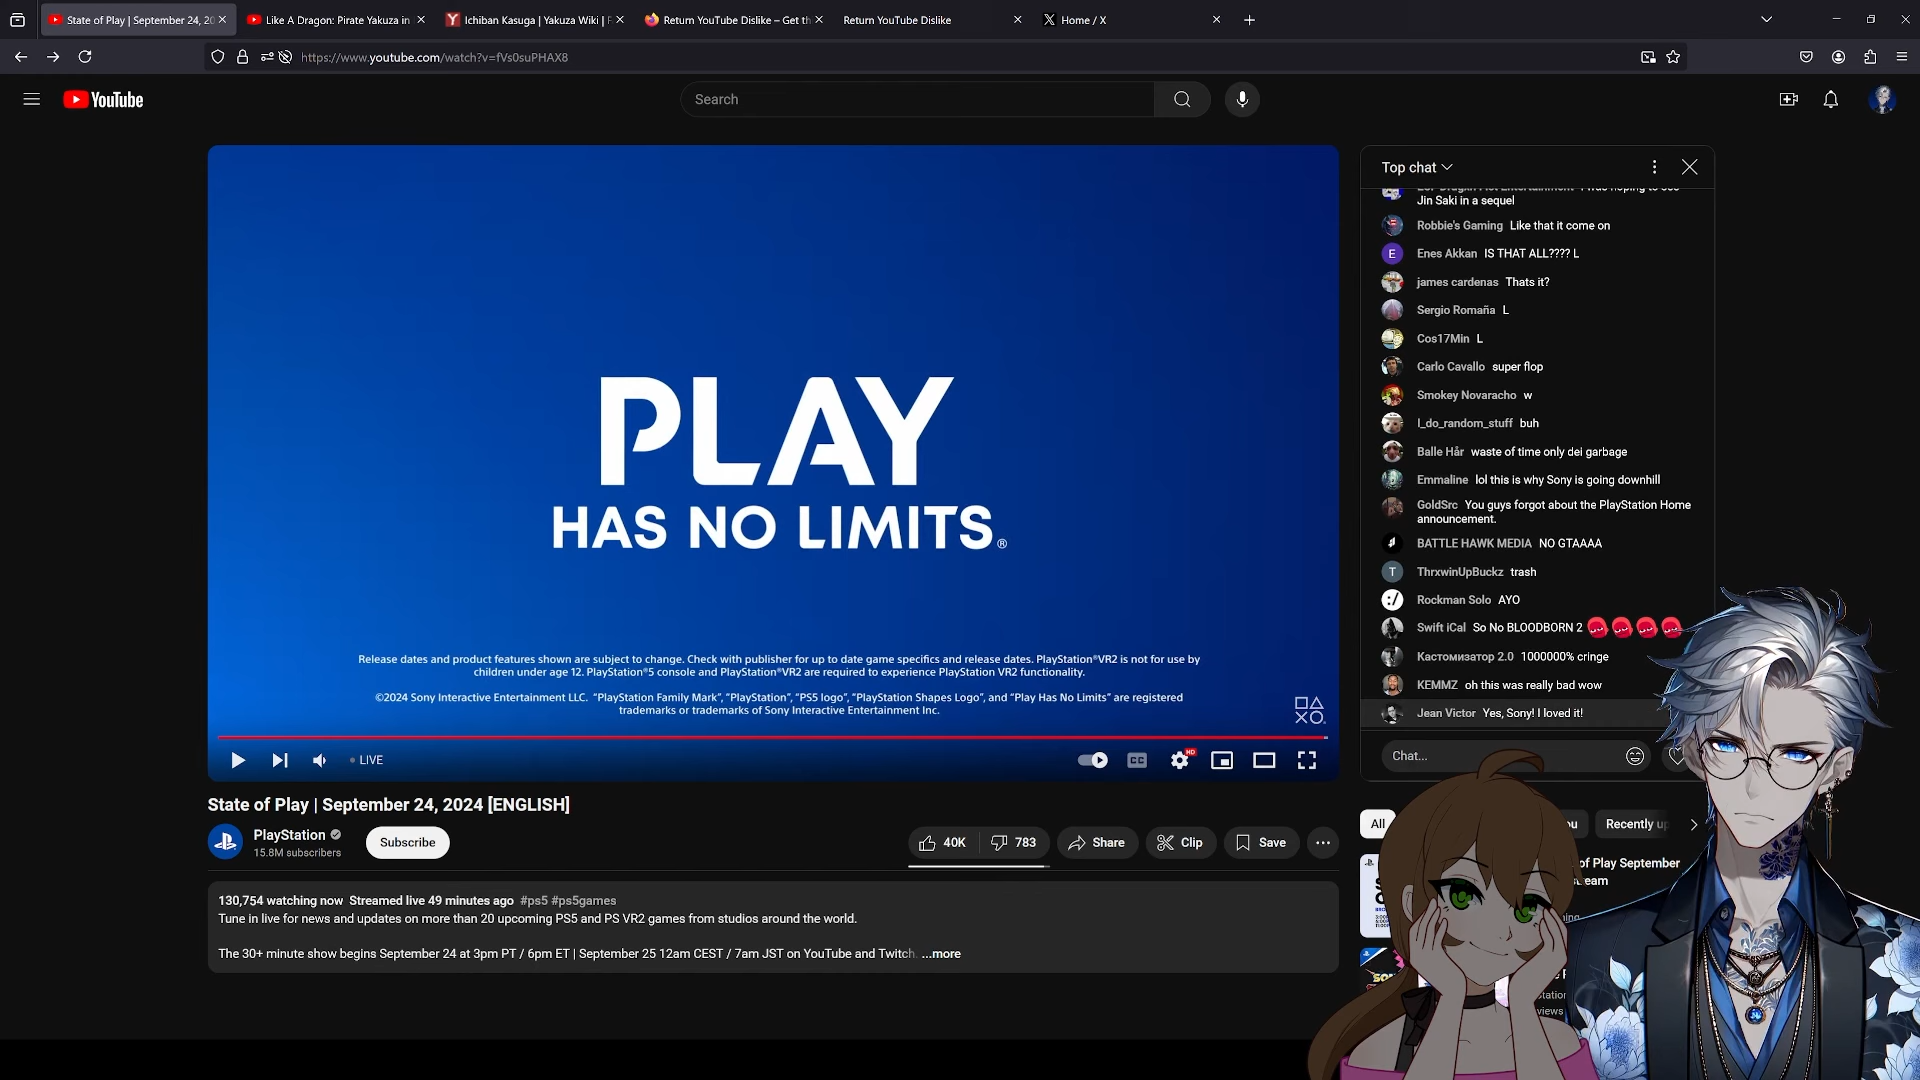 State of Play | September 24, 20
Like A Dragon: Pirate Yakuza in
Ichiban Kasuga | Yakuza Wiki | F
Return YouTube Dislike – Get th
Return YouTube Dislike
Home / X
https://www.youtube.com/watch?v=fVs0suPHAX8
YouTube
Search
PLAY
HAS NO LIMITS.®
Release dates and product features shown are subject to change. Check with publisher for up to date game specifics and release dates. PlayStation®VR2 is not for use by
children under age 12. PlayStation®5 console and PlayStation®VR2 are required to experience PlayStation VR2 functionality.
©2024 Sony Interactive Entertainment LLC. "PlayStation Family Mark", "PlayStation", "PS5 logo", "PlayStation Shapes Logo", and "Play Has No Limits" are registered
trademarks or trademarks of Sony Interactive Entertainment Inc.
LIVE
CC
HD
State of Play | September 24, 2024 [ENGLISH]
PlayStation
15.8M subscribers
Subscribe
40K
783
Share
Clip
Save
130,754 watching now Streamed live 49 minutes ago #ps5 #ps5games
Tune in live for news and updates on more than 20 upcoming PS5 and PS VR2 games from studios around the world.
The 30+ minute show begins September 24 at 3pm PT / 6pm ET | September 25 12am CEST / 7am JST on YouTube and Twitch. ...more
Top chat
Jin Saki in a sequel
Robbie's Gaming Like that it come on
E
Enes Akkan IS THAT ALL???? L
james cardenas Thats it?
Sergio Romaña L
Cos17Min L
Carlo Cavallo super flop
Smokey Novaracho w
I_do_random_stuff buh
Balle Hår waste of time only dei garbage
Emmaline lol this is why Sony is going downhill
GoldSrc You guys forgot about the PlayStation Home
announcement.
BATTLE HAWK MEDIA NO GTAAAA
T
ThrxwinUpBuckz trash
:/
Rockman Solo AYO
Swift iCal So No BLOODBORN 2
Кастомизатор 2.0 1000000% cringe
KEMMZ oh this was really bad wow
Jean Victor Yes, Sony! I loved it!
Chat...
All
ou
Recently up
of Play September